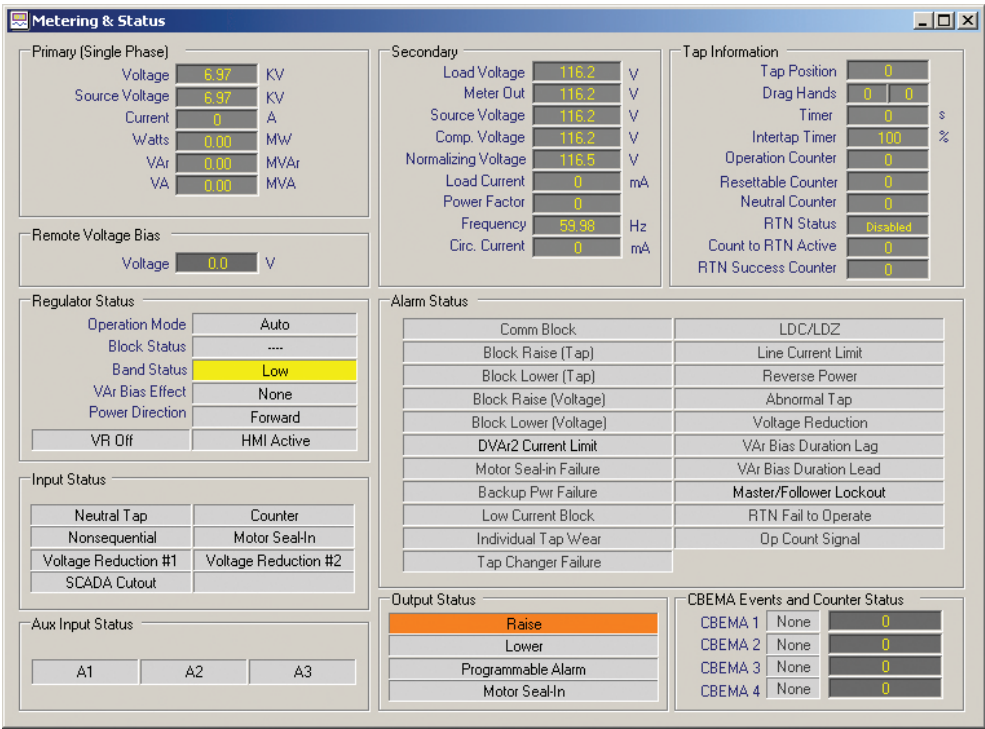 Metering & Status
Primary (Single Phase)
Voltage 6.97 KV
Source Voltage 6.97 KV
Current 0 A
Watts 0.00 MW
VAr 0.00 MVAr
VA 0.00 MVA
Remote Voltage Bias
Voltage 0.0 V
Secondary
Load Voltage 116.2 V
Meter Out 116.2 V
Source Voltage 116.2 V
Comp. Voltage 116.2 V
Normalizing Voltage 116.5 V
Load Current 0 mA
Power Factor 0
Frequency 59.98 Hz
Circ. Current 0 mA
Tap Information
Tap Position 0
Drag Hands 0 0
Timer 0 s
Intertap Timer 100 %
Operation Counter 0
Resettable Counter 0
Neutral Counter 0
RTN Status Disabled
Count to RTN Active 0
RTN Success Counter 0
Regulator Status
Operation Mode Auto
Block Status ----
Band Status Low
VAr Bias Effect None
Power Direction Forward
VR Off HMI Active
Input Status
Neutral Tap Counter
Nonsequential Motor Seal-In
Voltage Reduction #1 Voltage Reduction #2
SCADA Cutout
Aux Input Status
A1 A2 A3
Alarm Status
Comm Block LDC/LDZ
Block Raise (Tap) Line Current Limit
Block Lower (Tap) Reverse Power
Block Raise (Voltage) Abnormal Tap
Block Lower (Voltage) Voltage Reduction
DVAr2 Current Limit VAr Bias Duration Lag
Motor Seal-in Failure VAr Bias Duration Lead
Backup Pwr Failure Master/Follower Lockout
Low Current Block RTN Fail to Operate
Individual Tap Wear Op Count Signal
Tap Changer Failure
Output Status
Raise
Lower
Programmable Alarm
Motor Seal-In
CBEMA Events and Counter Status
CBEMA 1 None 0
CBEMA 2 None 0
CBEMA 3 None 0
CBEMA 4 None 0